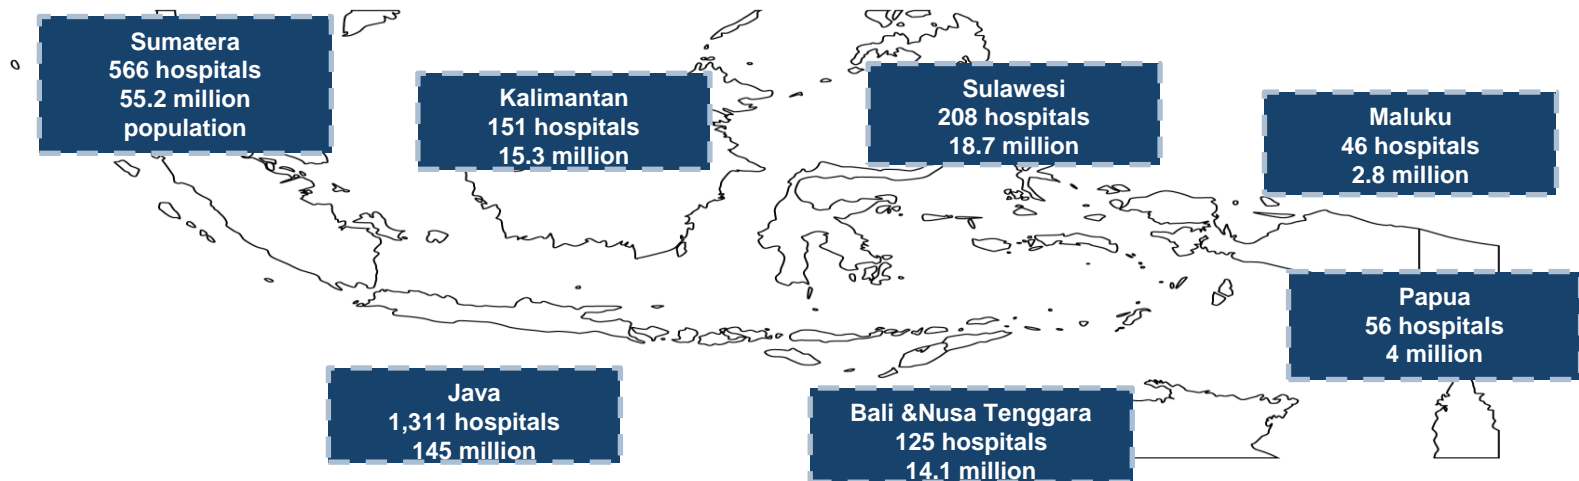 Sumatera
566 hospitals
55.2 million
population
Kalimantan
151 hospitals
15.3 million
Sulawesi
208 hospitals
18.7 million
Maluku
46 hospitals
2.8 million
Papua
56 hospitals
4 million
Java
1,311 hospitals
145 million
Bali &Nusa Tenggara
125 hospitals
14.1 million